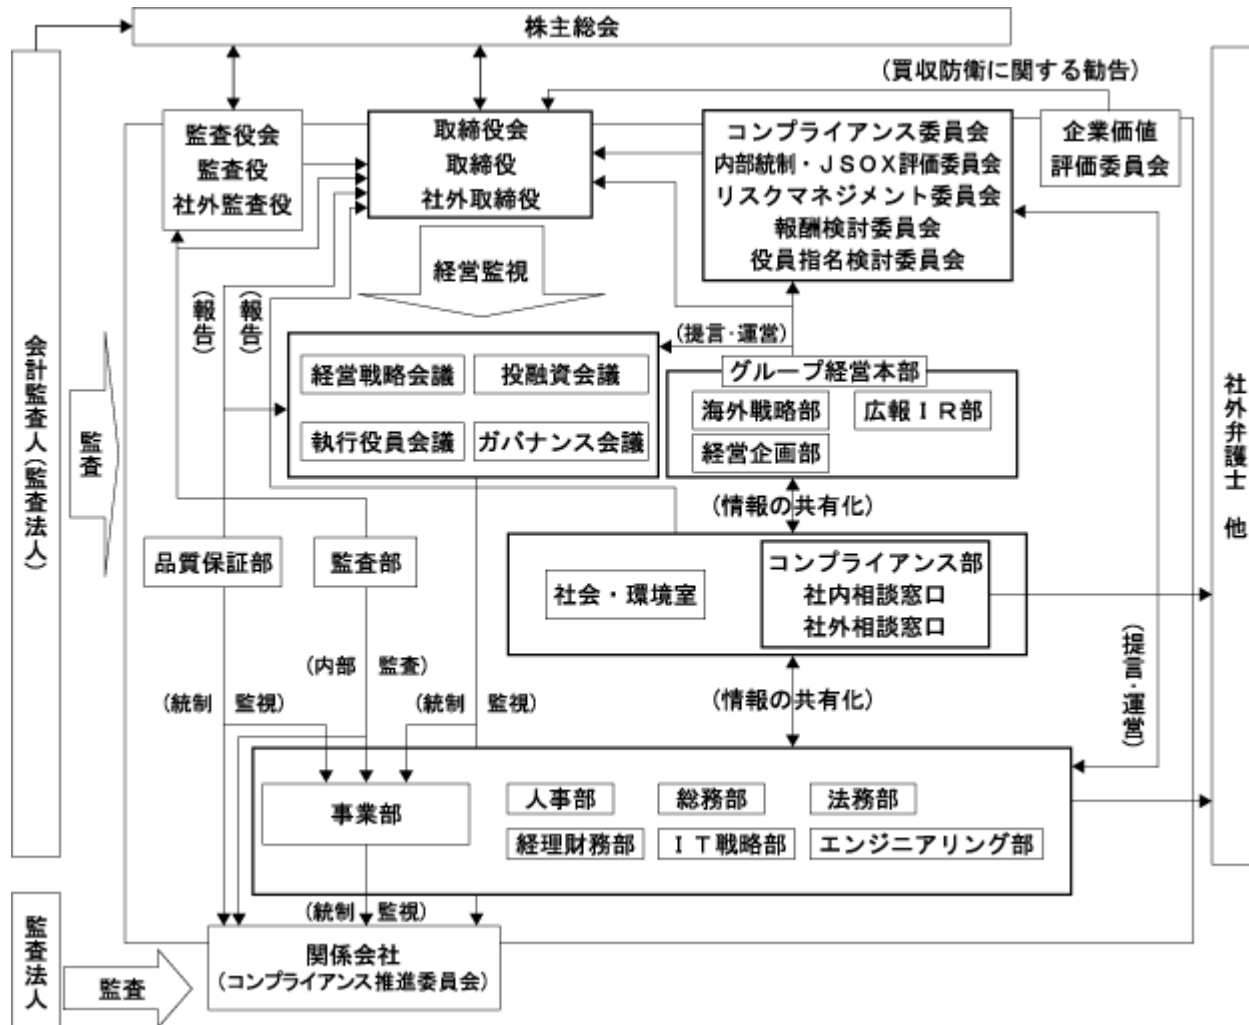 株主総会
(買収防衛に関する勧告)
監査役会
監査役
社外監査役
取締役会
取締役
社外取締役
コンプライアンス委員会
内部統制・JSOX評価委員会
リスクマネジメント委員会
報酬検討委員会
役員指名検討委員会
企業価値
評価委員会
経営監視
(報告)
(報告)
(提言・運営)
会計監査人(監査法人)
監査
経営戦略会議
投融資会議
執行役員会議
ガバナンス会議
グループ経営本部
海外戦略部
広報IR部
経営企画部
社外弁護士 他
(情報の共有化)
品質保証部
監査部
社会・環境室
コンプライアンス部
社内相談窓口
社外相談窓口
(内部 監査)
(統制 監視)
(統制 監視)
(情報の共有化)
(提言・運営)
事業部
人事部
総務部
法務部
経理財務部
IT戦略部
エンジニアリング部
(統制 監視)
監査法人
監査
関係会社
(コンプライアンス推進委員会)